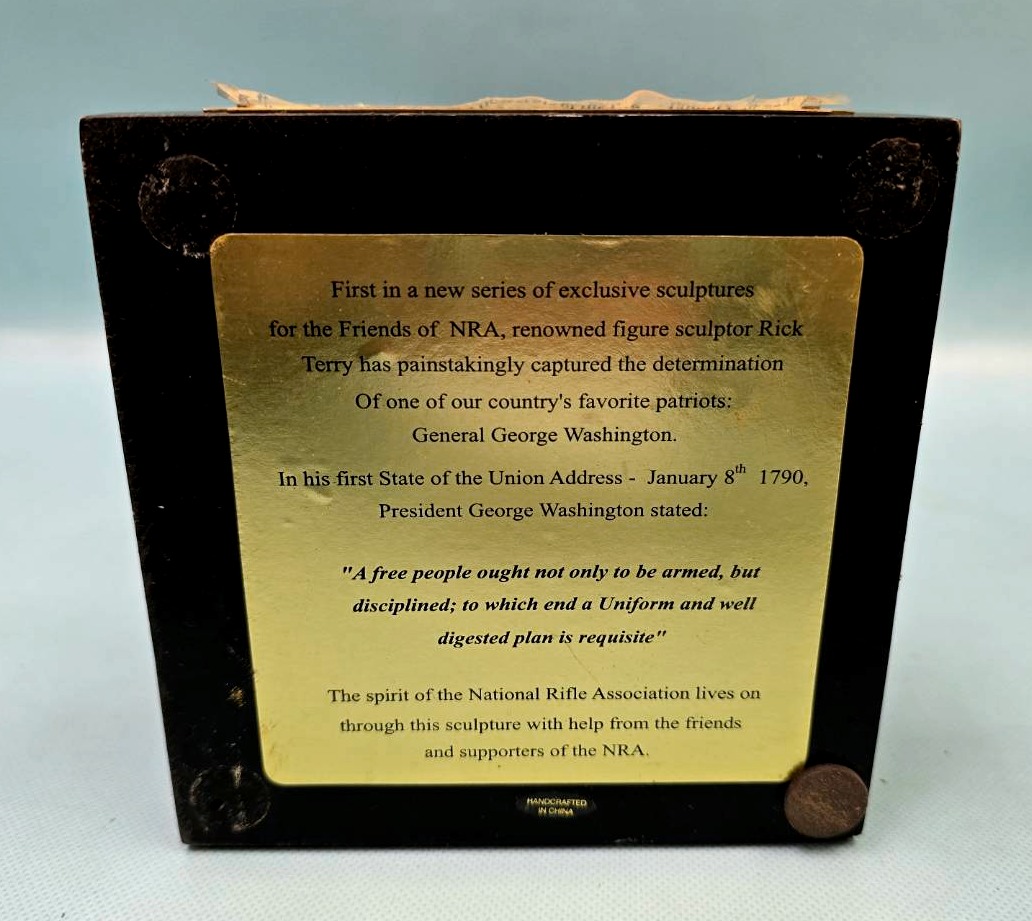 First in a new series of exclusive sculptures
for the Friends of NRA, renowned figure sculptor Rick
Terry has painstakingly captured the determination
Of one of our country's favorite patriots:
General George Washington.
In his first State of the Union Address - January 8th 1790,
President George Washington stated:
"A free people ought not only to be armed, but
disciplined; to which end a Uniform and well
digested plan is requisite"
The spirit of the National Rifle Association lives on
through this sculpture with help from the friends
and supporters of the NRA.
HANDCRAFTED
IN CHINA